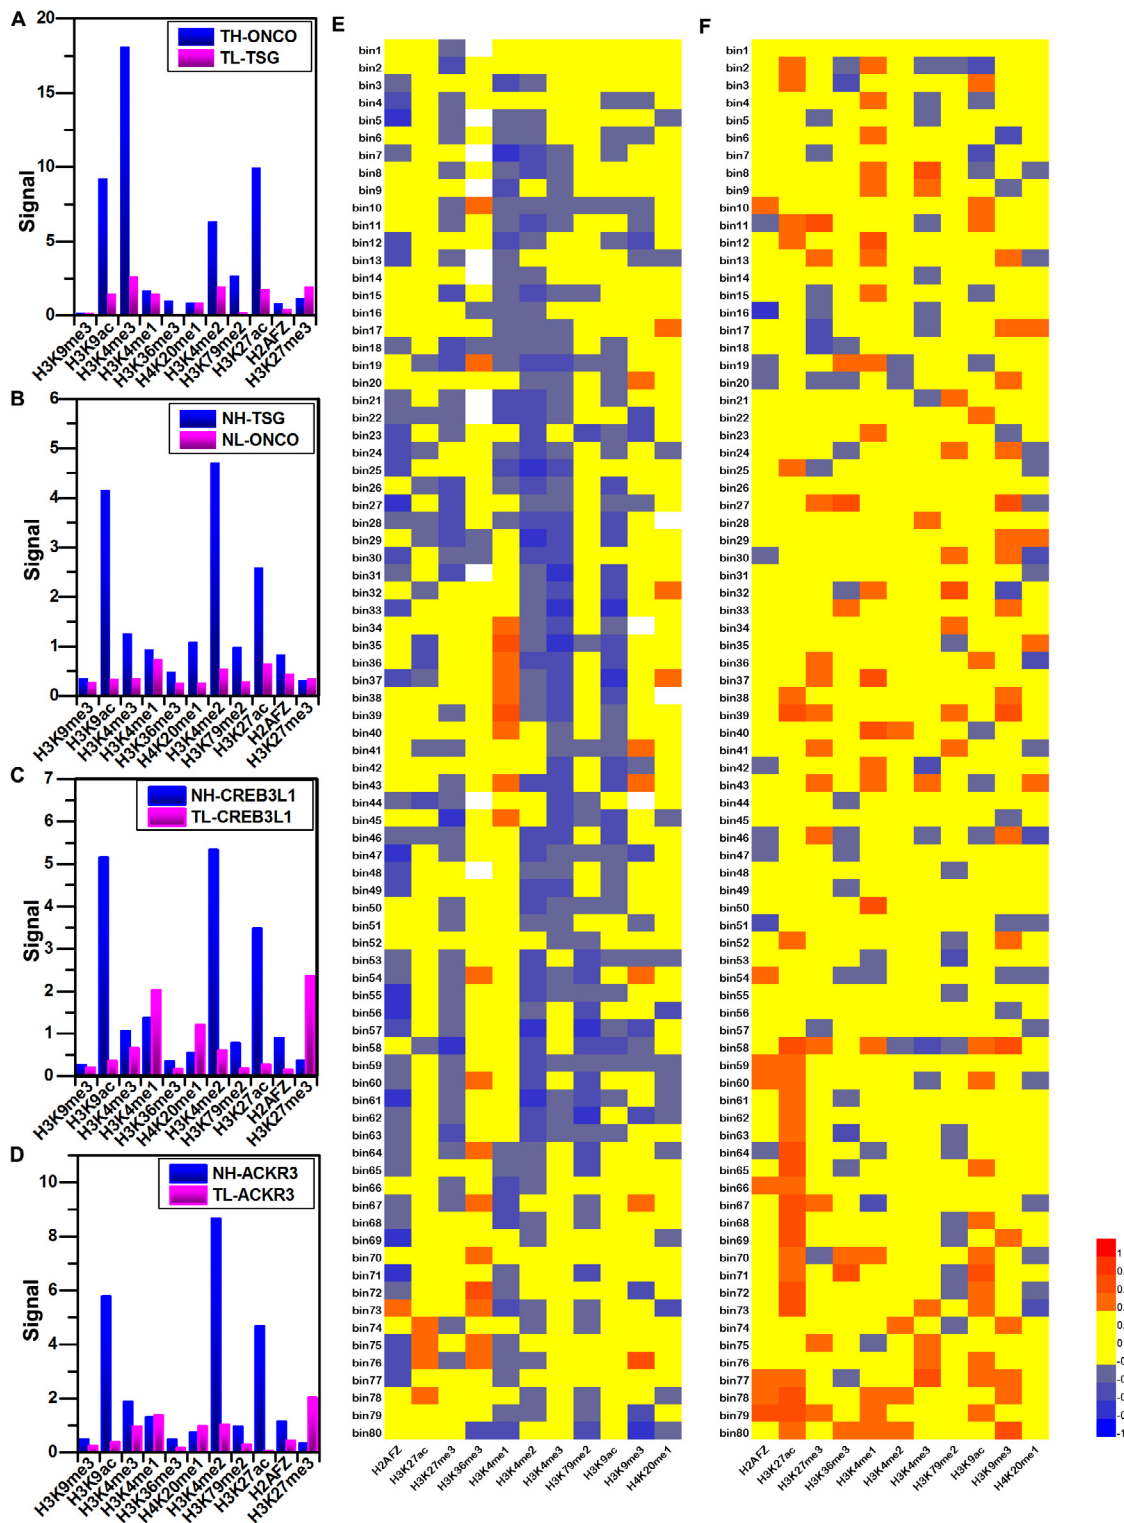 A
20
15
10
5
0
Signal
TH-ONCO
TL-TSG
H3K9me3
H3K9ac
H3K4me3
H3K4me1
H3K36me3
H4K20me1
H3K4me2
H3K79me2
H3K27ac
H2AFZ
H3K27me3
B
6
5
4
3
2
1
0
Signal
NH-TSG
NL-ONCO
H3K9me3
H3K9ac
H3K4me3
H3K4me1
H3K36me3
H4K20me1
H3K4me2
H3K79me2
H3K27ac
H2AFZ
H3K27me3
C
7
6
5
4
3
2
1
0
Signal
NH-CREB3L1
TL-CREB3L1
H3K9me3
H3K9ac
H3K4me3
H3K4me1
H3K36me3
H4K20me1
H3K4me2
H3K79me2
H3K27ac
H2AFZ
H3K27me3
D
10
8
6
4
2
0
Signal
NH-ACKR3
TL-ACKR3
H3K9me3
H3K9ac
H3K4me3
H3K4me1
H3K36me3
H4K20me1
H3K4me2
H3K79me2
H3K27ac
H2AFZ
H3K27me3
E
bin1
bin2
bin3
bin4
bin5
bin6
bin7
bin8
bin9
bin10
bin11
bin12
bin13
bin14
bin15
bin16
bin17
bin18
bin19
bin20
bin21
bin22
bin23
bin24
bin25
bin26
bin27
bin28
bin29
bin30
bin31
bin32
bin33
bin34
bin35
bin36
bin37
bin38
bin39
bin40
bin41
bin42
bin43
bin44
bin45
bin46
bin47
bin48
bin49
bin50
bin51
bin52
bin53
bin54
bin55
bin56
bin57
bin58
bin59
bin60
bin61
bin62
bin63
bin64
bin65
bin66
bin67
bin68
bin69
bin70
bin71
bin72
bin73
bin74
bin75
bin76
bin77
bin78
bin79
bin80
H2AFZ
H3K27ac
H3K27me3
H3K36me3
H3K4me1
H3K4me2
H3K4me3
H3K79me2
H3K9ac
H3K9me3
H4K20me1
F
bin1
bin2
bin3
bin4
bin5
bin6
bin7
bin8
bin9
bin10
bin11
bin12
bin13
bin14
bin15
bin16
bin17
bin18
bin19
bin20
bin21
bin22
bin23
bin24
bin25
bin26
bin27
bin28
bin29
bin30
bin31
bin32
bin33
bin34
bin35
bin36
bin37
bin38
bin39
bin40
bin41
bin42
bin43
bin44
bin45
bin46
bin47
bin48
bin49
bin50
bin51
bin52
bin53
bin54
bin55
bin56
bin57
bin58
bin59
bin60
bin61
bin62
bin63
bin64
bin65
bin66
bin67
bin68
bin69
bin70
bin71
bin72
bin73
bin74
bin75
bin76
bin77
bin78
bin79
bin80
H2AFZ
H3K27ac
H3K27me3
H3K36me3
H3K4me1
H3K4me2
H3K4me3
H3K79me2
H3K9ac
H3K9me3
H4K20me1
1
0.
0.
0.
0.
-0
-0
-0
-0
-1